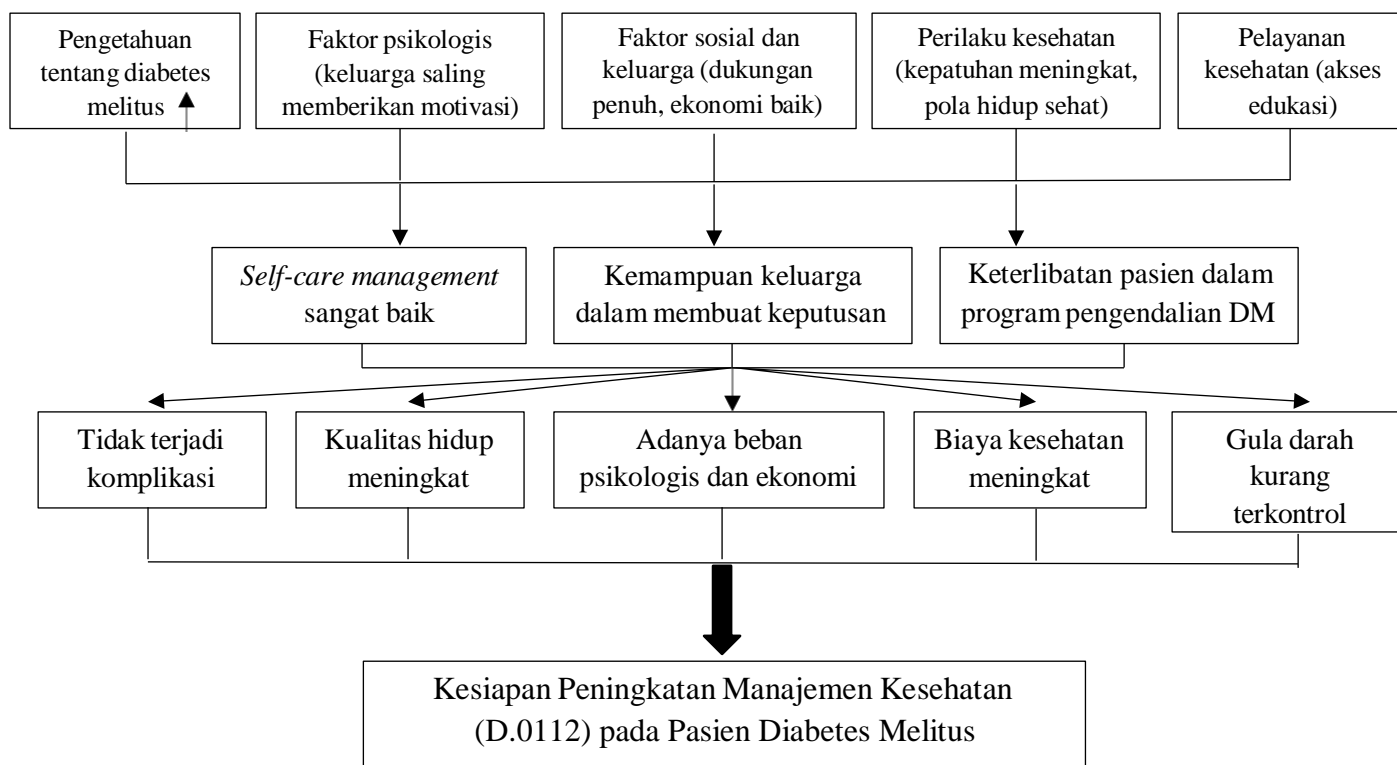 Pengetahuan
tentang diabetes
melitus
Faktor psikologis
(keluarga saling
memberikan motivasi)
Faktor sosial dan
keluarga (dukungan
penuh, ekonomi baik)
Perilaku kesehatan
(kepatuhan meningkat,
pola hidup sehat)
Pelayanan
kesehatan (akses
edukasi)
Self-care management
sangat baik
Kemampuan keluarga
dalam membuat keputusan
Keterlibatan pasien dalam
program pengendalian DM
Tidak terjadi
komplikasi
Kualitas hidup
meningkat
Adanya beban
psikologis dan ekonomi
Biaya kesehatan
meningkat
Gula darah
kurang
terkontrol
Kesiapan Peningkatan Manajemen Kesehatan
(D.0112) pada Pasien Diabetes Melitus